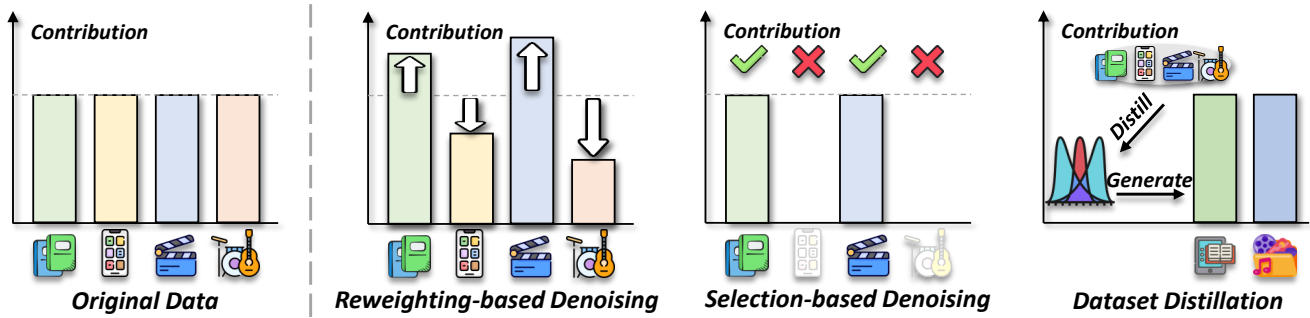 Contribution
Original Data
Contribution
Reweighting-based Denoising
Contribution
Selection-based Denoising
Contribution
Distill
Generate
Dataset Distillation